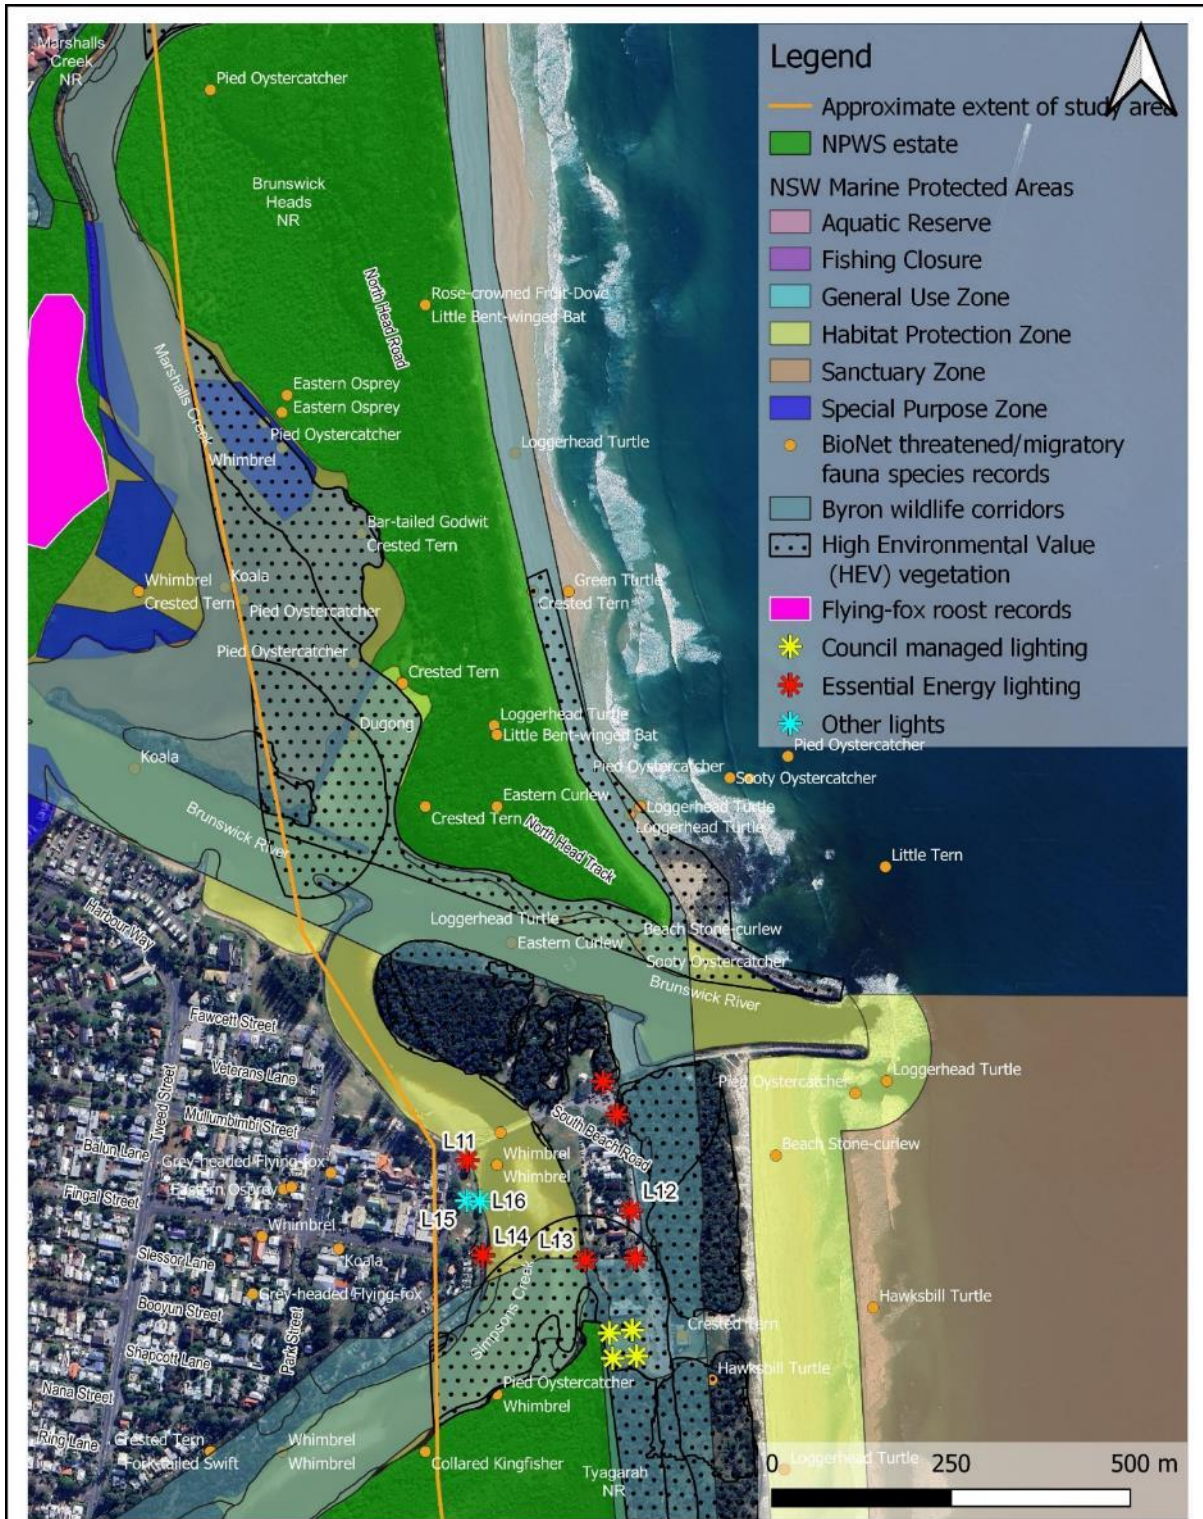 Legend
Approximate extent of study area
NPWS estate
NSW Marine Protected Areas
Aquatic Reserve
Fishing Closure
General Use Zone
Habitat Protection Zone
Sanctuary Zone
Special Purpose Zone
BioNet threatened/migratory
fauna species records
Byron wildlife corridors
High Environmental Value
(HEV) vegetation
Flying-fox roost records
Council managed lighting
Essential Energy lighting
Other lights
Marshalls
Creek
NR
Pied Oystercatcher
Brunswick
Heads
NR
North Head Road
Rose-crowned Fruit-Dove
Little Bent-winged Bat
Marshalls Creek
Eastern Osprey
Eastern Osprey
Pied Oystercatcher
Whimbrel
Loggerhead Turtle
Bar-tailed Godwit
Crested Tern
Whimbrel
Crested Tern
Koala
Pied Oystercatcher
Green Turtle
Crested Tern
Pied Oystercatcher
Crested Tern
Dugong
Loggerhead Turtle
Little Bent-winged Bat
Koala
Pied Oystercatcher
Pied Oystercatcher
Sooty Oystercatcher
Eastern Curlew
Crested Tern
Loggerhead Turtle
Loggerhead Turtle
Brunswick River
North Head Track
Little Tern
Harbour Way
Loggerhead Turtle
Eastern Curlew
Beach Stone-curlew
Sooty Oystercatcher
Brunswick River
Fawcett Street
Veterans Lane
Tweed Street
Mullumbimbi Street
Balun Lane
South Beach Road
Pied Oystercatcher
Loggerhead Turtle
Beach Stone-curlew
L11
Whimbrel
Whimbrel
Grey-headed Flying-fox
Eastern Osprey
Fingal Street
L12
L15
L16
Whimbrel
L14
L13
Slessor Lane
Koala
Grey-headed Flying-fox
Booyun Street
Simpsons Creek
Hawksbill Turtle
Park Street
Shapcott Lane
Crested Tern
Nana Street
Pied Oystercatcher
Whimbrel
Hawksbill Turtle
Ring Lane
Crested Tern
Fork-tailed Swift
Whimbrel
Whimbrel
Collared Kingfisher
Tyagarah
NR
Loggerhead Turtle
0 250 500 m